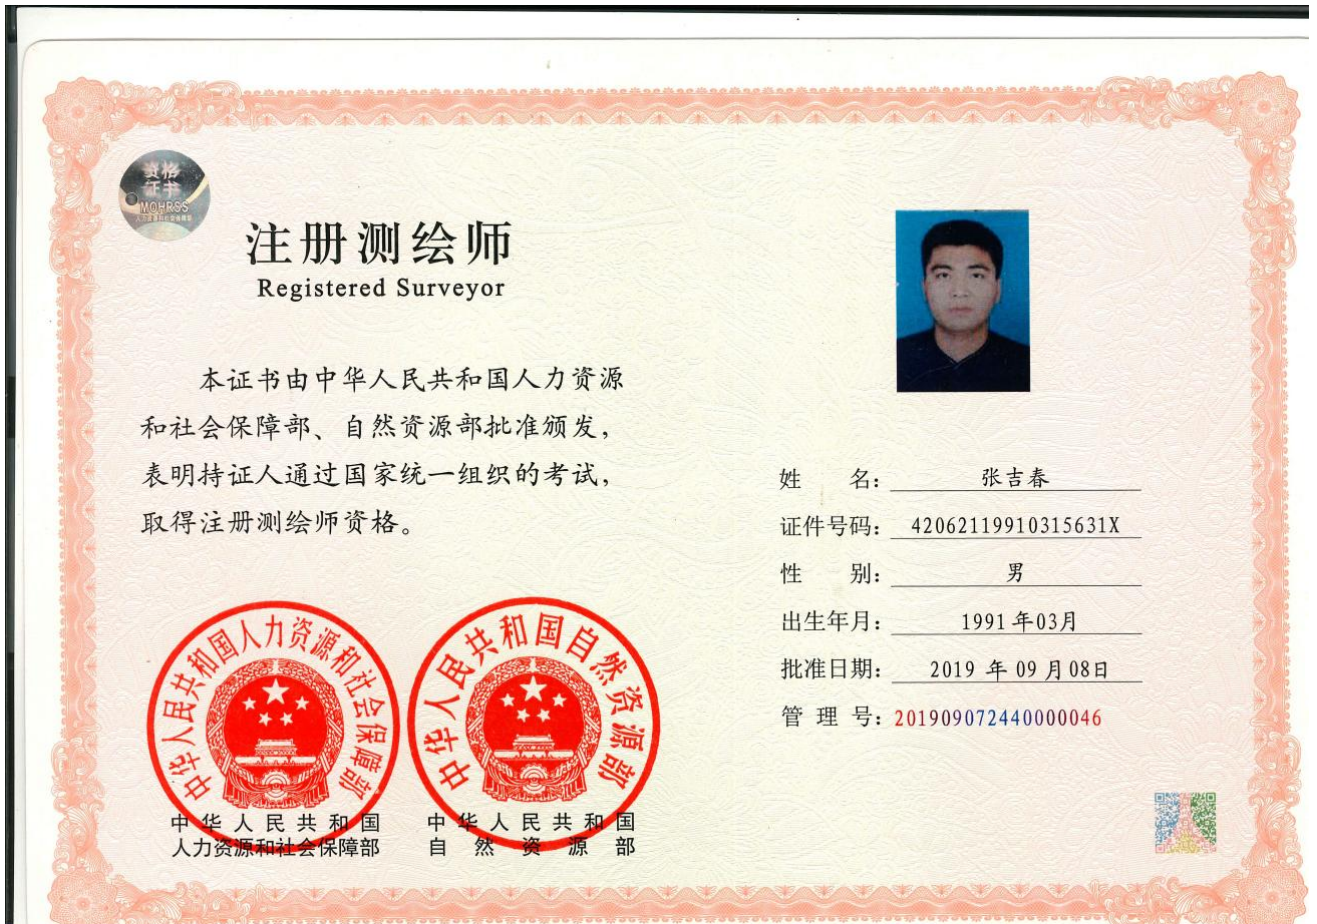 资格
证书
MOHRSS
注册测绘师
Registered Surveyor
本证书由中华人民共和国人力资源
和社会保障部、自然资源部批准颁发，
表明持证人通过国家统一组织的考试，
取得注册测绘师资格。
姓 名： 张吉春
证件号码： 42062119910315631X
性 别： 男
出生年月： 1991年03月
批准日期： 2019 年 09 月 08日
管 理 号： 201909072440000046
中华人民共和国人力资源和社会保障部
中华人民共和国自然资源部
中华人民共和国
人力资源和社会保障部
中华人民共和国
自然资源部